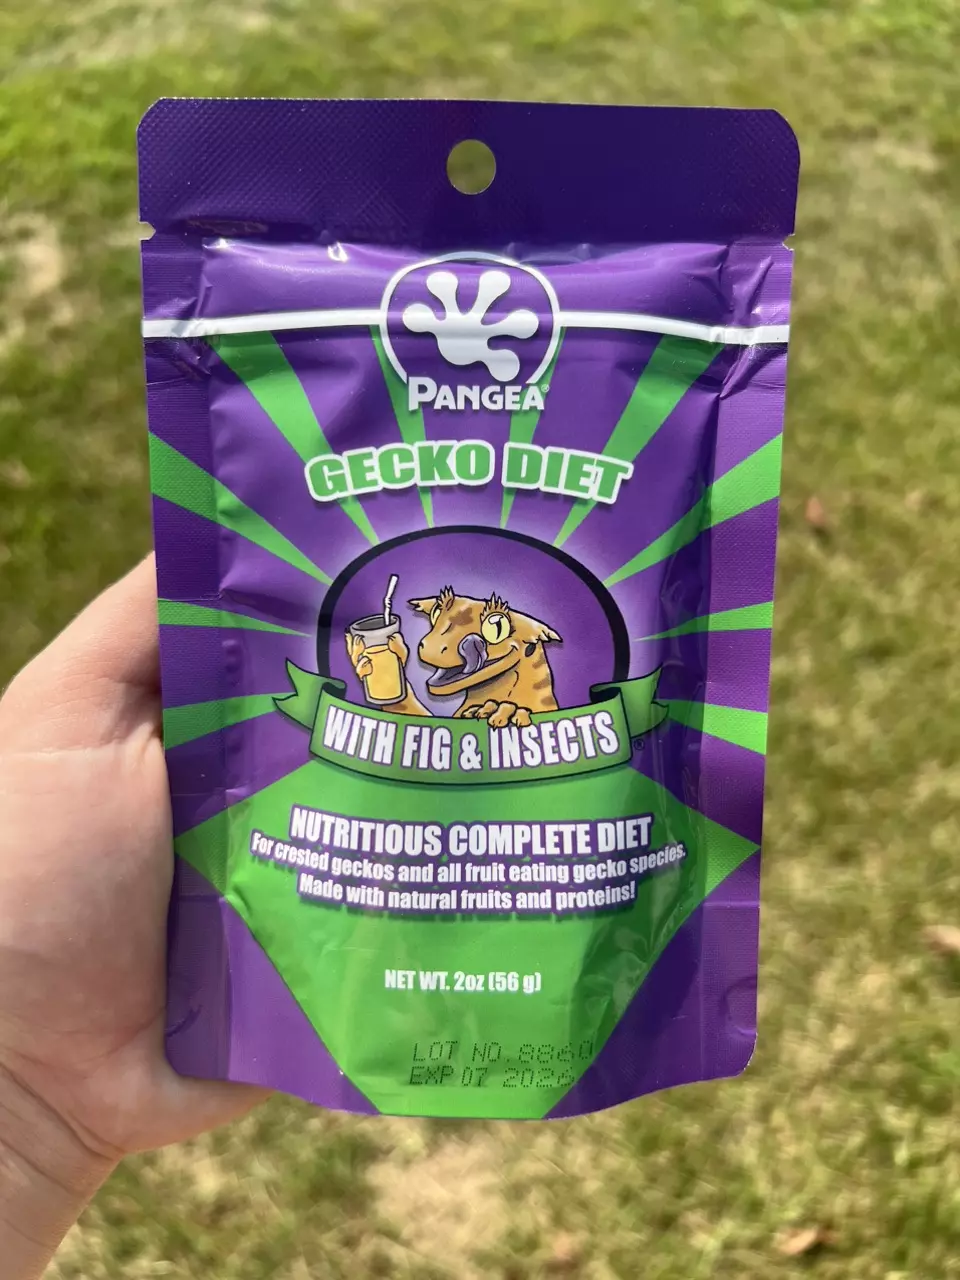 PANGEA®
GECKO DIET
WITH FIG & INSECTS®
NUTRITIOUS COMPLETE DIET
For crested geckos and all fruit eating gecko species.
Made with natural fruits and proteins!
NET WT. 2oz (56 g)
LOT NO. 8860
EXP 07 2026